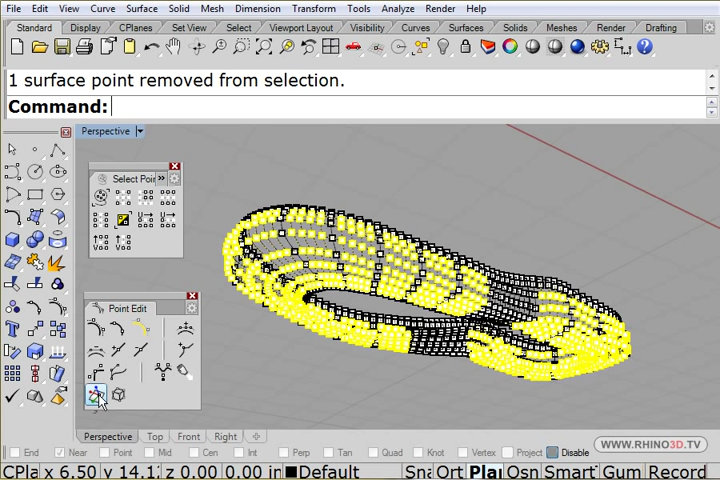 File Edit View Curve Surface Solid Mesh Dimension Transform Tools Analyze Render Help
Standard Display CPlanes Set View Select Viewport Layout Visibility Curves Surfaces Solids Mesh Render Drafting
1 surface point removed from selection.
Command:
Perspective
Select Poi
Point Edit
Perspective Top Front Right
WWW.RHINO3D.TV
End Near Point Mid Cen Int Perp Tan Quad Knot Vertex Project Disable
CPla x 6.50 y 14.1 z 0.00 0.00 in Default Sna Ort Pla Osn Smart Gum Record